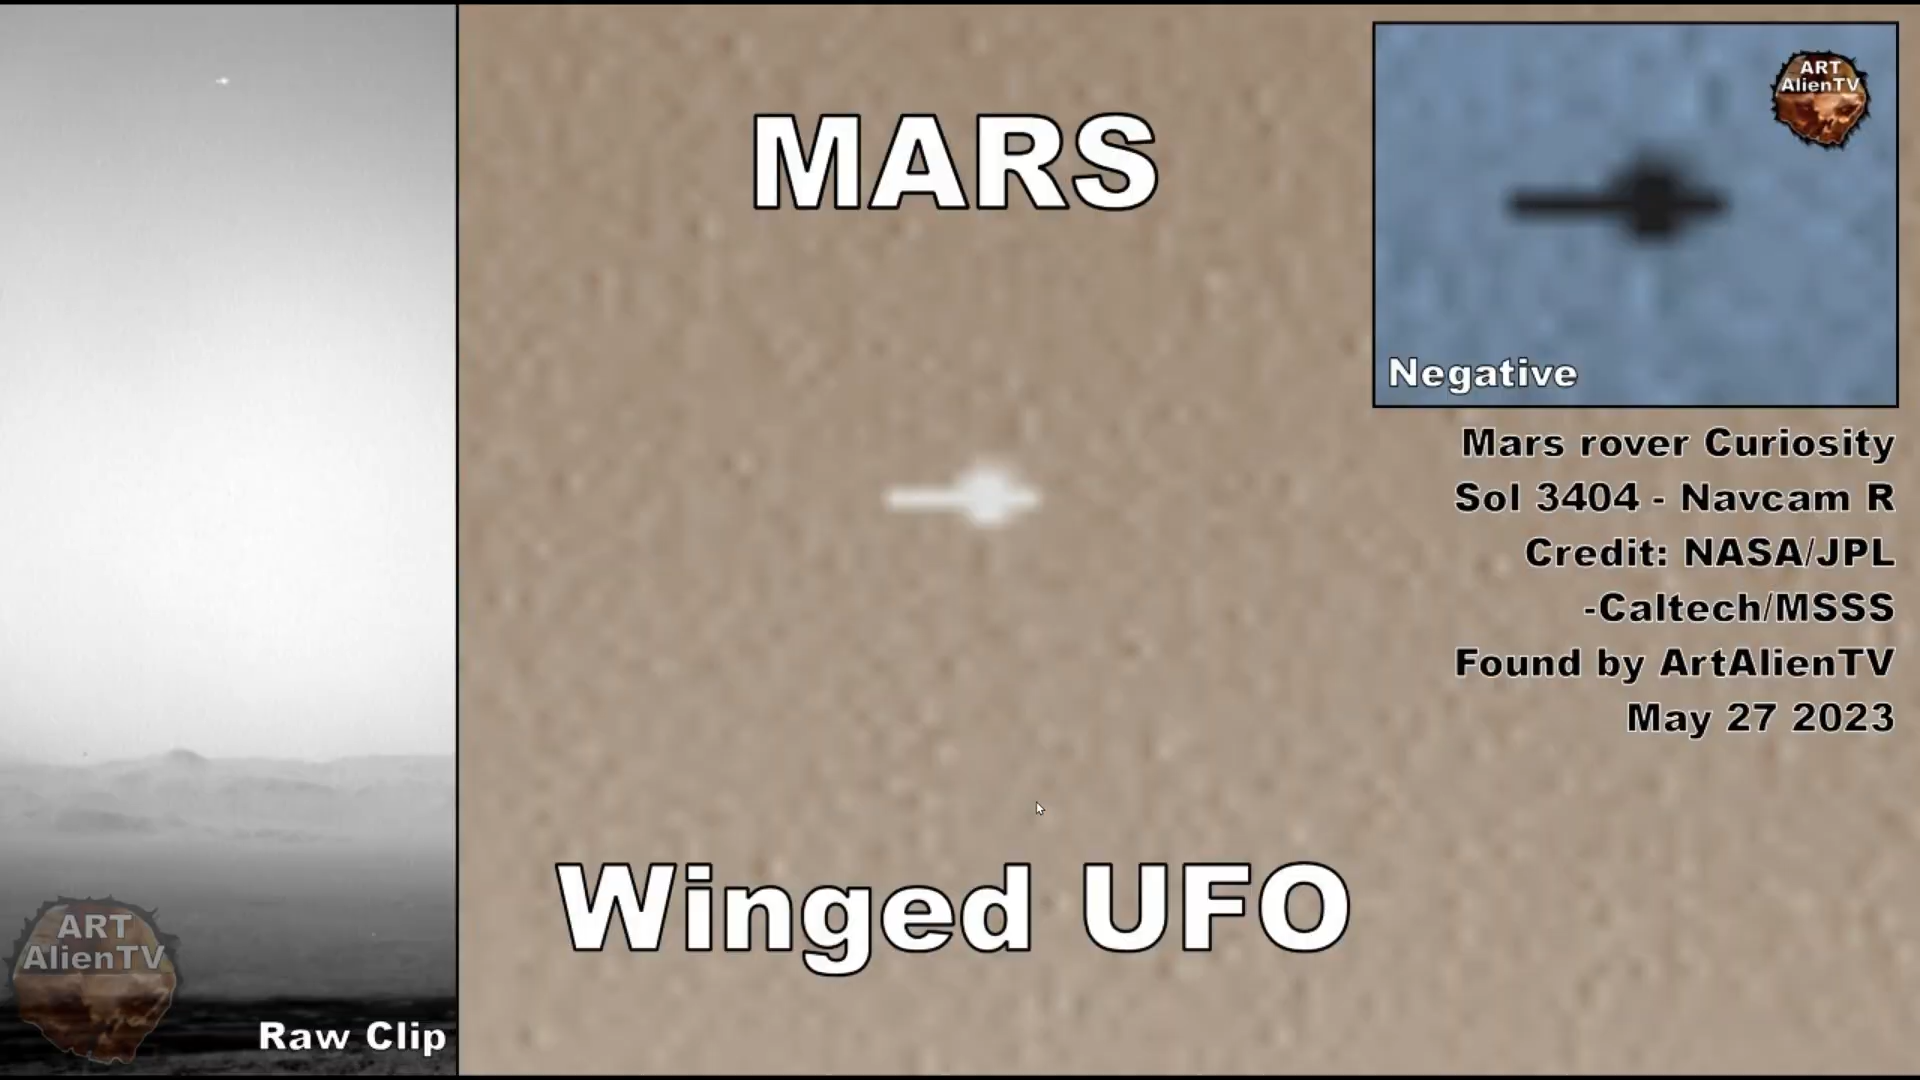 MARS
Winged UFO
ART
AlienTV
Negative
Mars rover Curiosity
Sol 3404 - Navcam R
Credit: NASA/JPL
-Caltech/MSSS
Found by ArtAlienTV
May 27 2023
ART
AlienTV
Raw Clip